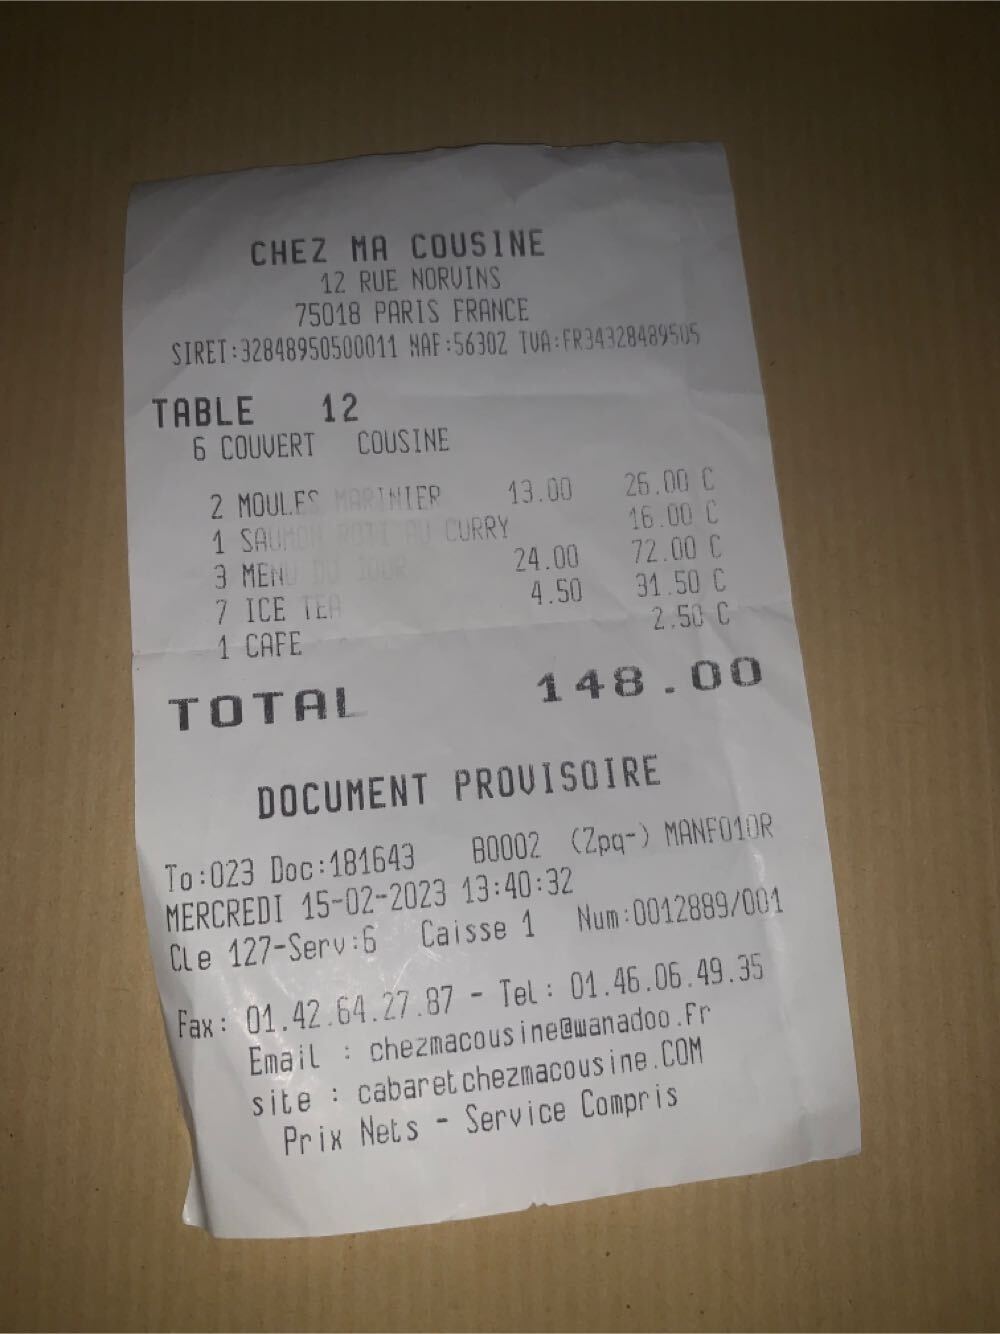 CHEZ MA COUSINE
12 RUE NORVINS
75018 PARIS FRANCE
SIRET:32848950500011 NAF:5630Z TVA:FR34328489505
TABLE 12
6 COUVERT COUSINE
2 MOULES MARINIER 13.00 26.00 C
1 SAUMON ROTI AU CURRY 16.00 C
3 MENU DU JOUR 24.00 72.00 C
7 ICE TEA 4.50 31.50 C
1 CAFE 2.50 C
TOTAL 148.00
DOCUMENT PROVISOIRE
To:023 Doc:181643 B0002 (Zpq-) MANF010R
MERCREDI 15-02-2023 13:40:32
Cle 127-Serv:6 Caisse 1 Num:0012889/001
Fax: 01.42.64.27.87 - Tel: 01.46.06.49.35
Email : chezmacousine@wanadoo.Fr
site : cabaretchezmacousine.COM
Prix Nets - Service Compris